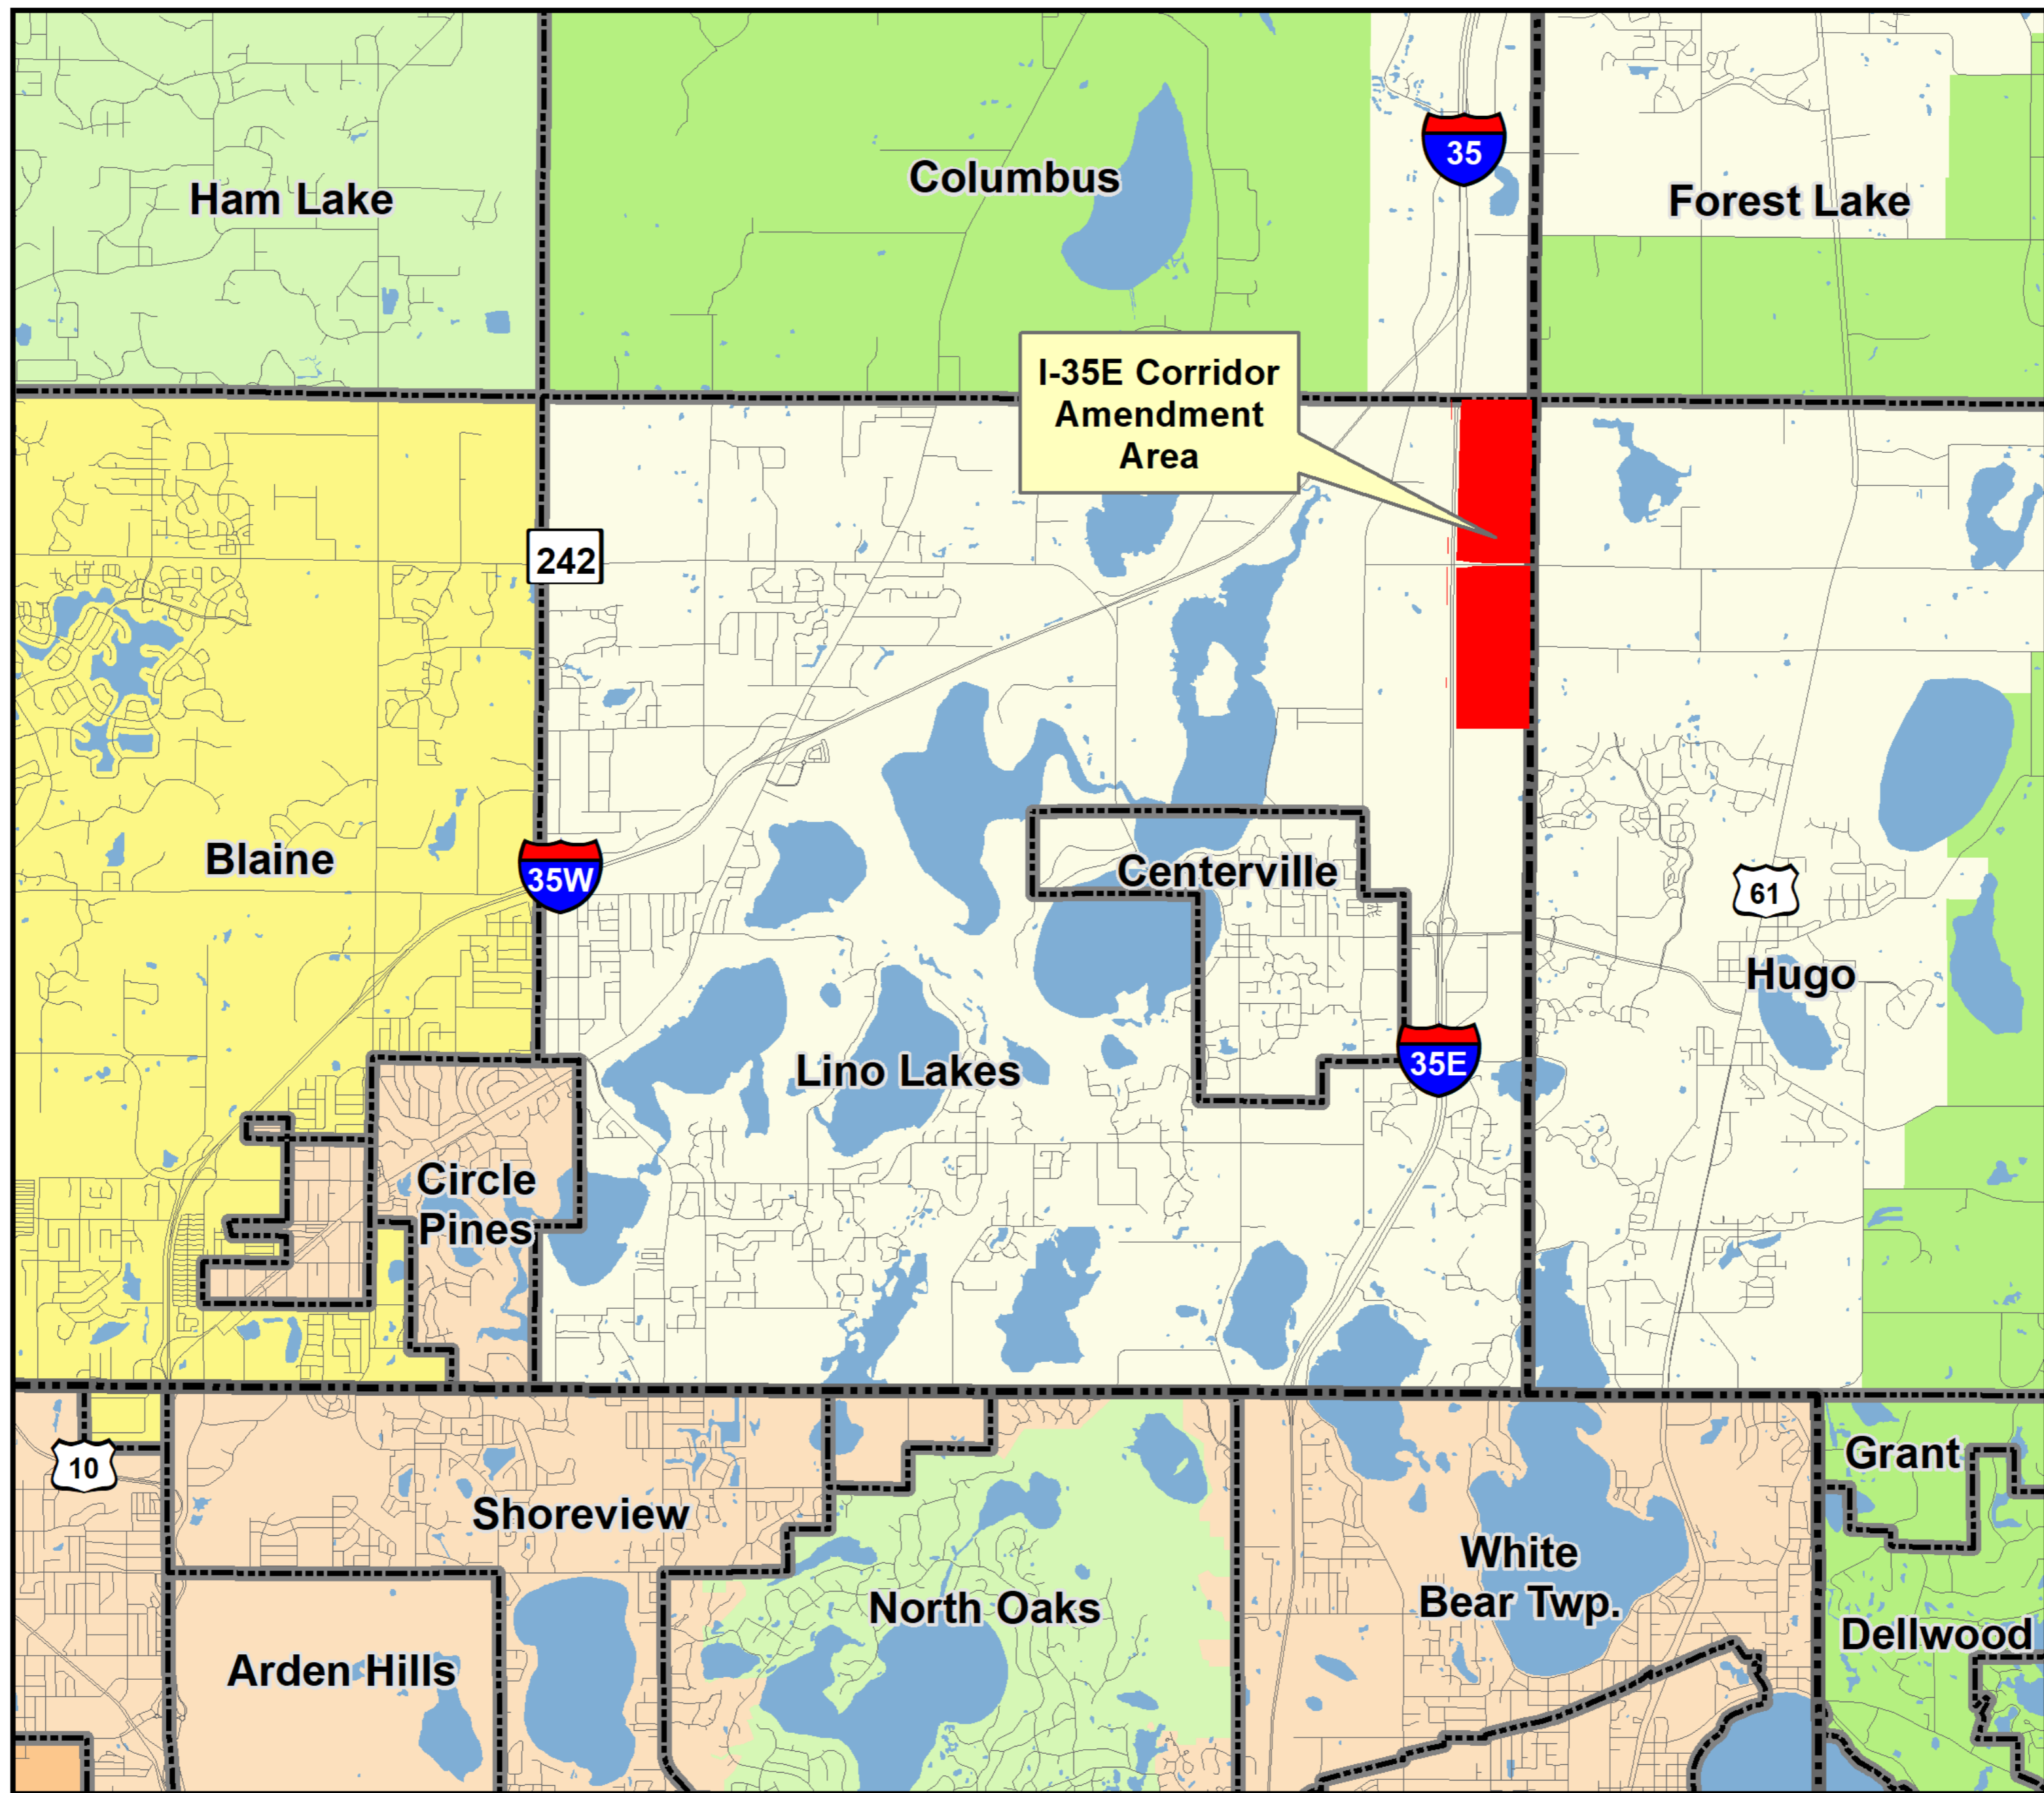 Columbus
35
Ham Lake
Forest Lake
I-35E Corridor
Amendment
Area
242
Blaine
35W
Centerville
61
Hugo
Lino Lakes
35E
Circle
Pines
Grant
10
Shoreview
White
Bear Twp.
North Oaks
Dellwood
Arden Hills